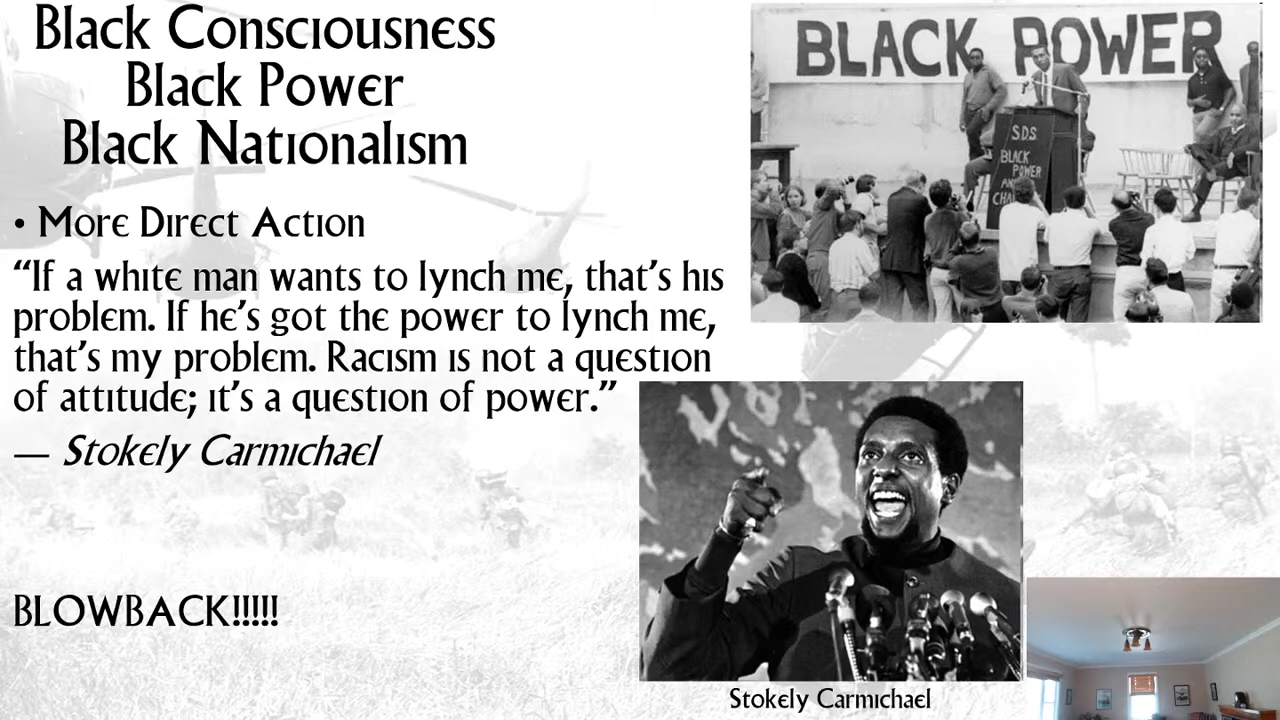 Black Consciousness
Black Power
Black Nationalism
• More Direct Action
“If a white man wants to lynch me, that’s his
problem. If he’s got the power to lynch me,
that’s my problem. Racism is not a question
of attitude; it’s a question of power.”
— Stokely Carmichael
BLOWBACK!!!!!
BLACK POWER
S.D.S.
BLACK
POWER
Stokely Carmichael